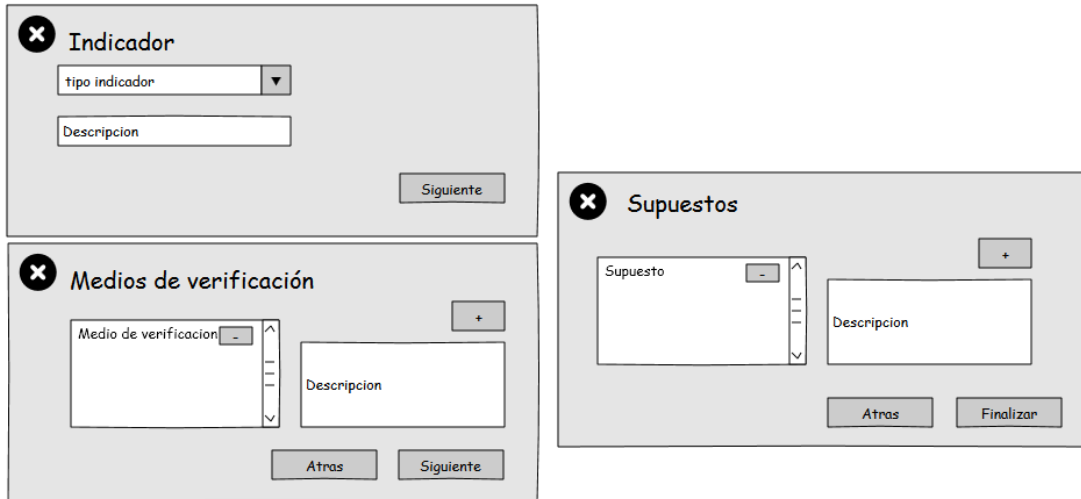 Indicador
tipo indicador
Descripcion
Siguiente
Medios de verificación
+
Medio de verificacion -
Descripcion
Atras Siguiente
Supuestos
+
Supuesto -
Descripcion
Atras Finalizar